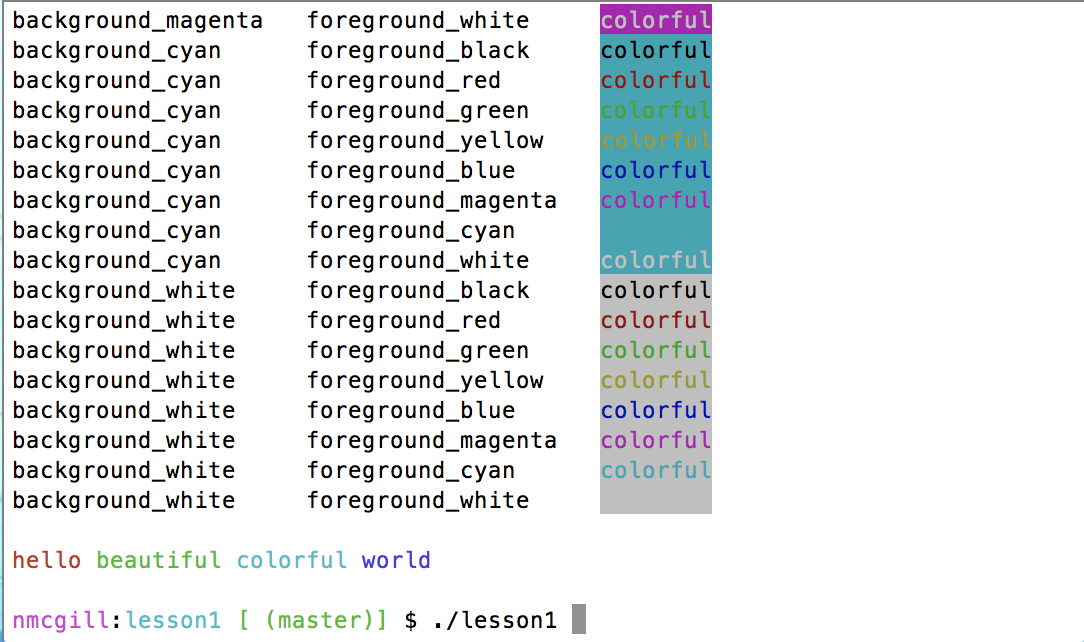 background_magenta foreground_white colorful
background_cyan foreground_black colorful
background_cyan foreground_red colorful
background_cyan foreground_green colorful
background_cyan foreground_yellow colorful
background_cyan foreground_blue colorful
background_cyan foreground_magenta colorful
background_cyan foreground_cyan
background_cyan foreground_white colorful
background_white foreground_black colorful
background_white foreground_red colorful
background_white foreground_green colorful
background_white foreground_yellow colorful
background_white foreground_blue colorful
background_white foreground_magenta colorful
background_white foreground_cyan colorful
background_white foreground_white
hello beautiful colorful world
nmcgill:lesson1 [ (master)] $ ./lesson1